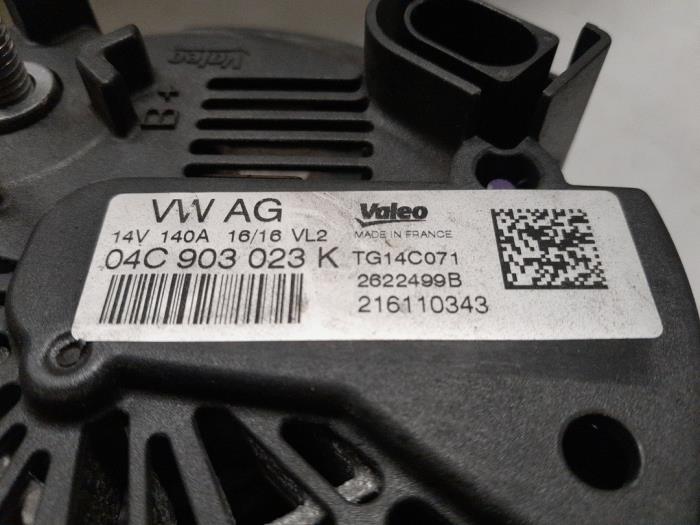 Valeo
B+
VW AG
14V 140A 16/16 VL2
04C 903 023 K
Valeo
MADE IN FRANCE
TG14C071
2622499B
216110343